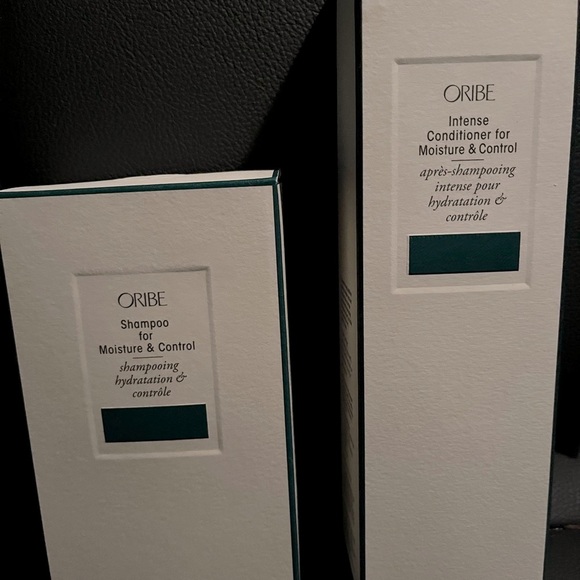 ORIBE
Shampoo
for
Moisture & Control
shampooing
hydratation &
contrôle
ORIBE
Intense
Conditioner for
Moisture & Control
après-shampooing
intense pour
hydratation &
contrôle